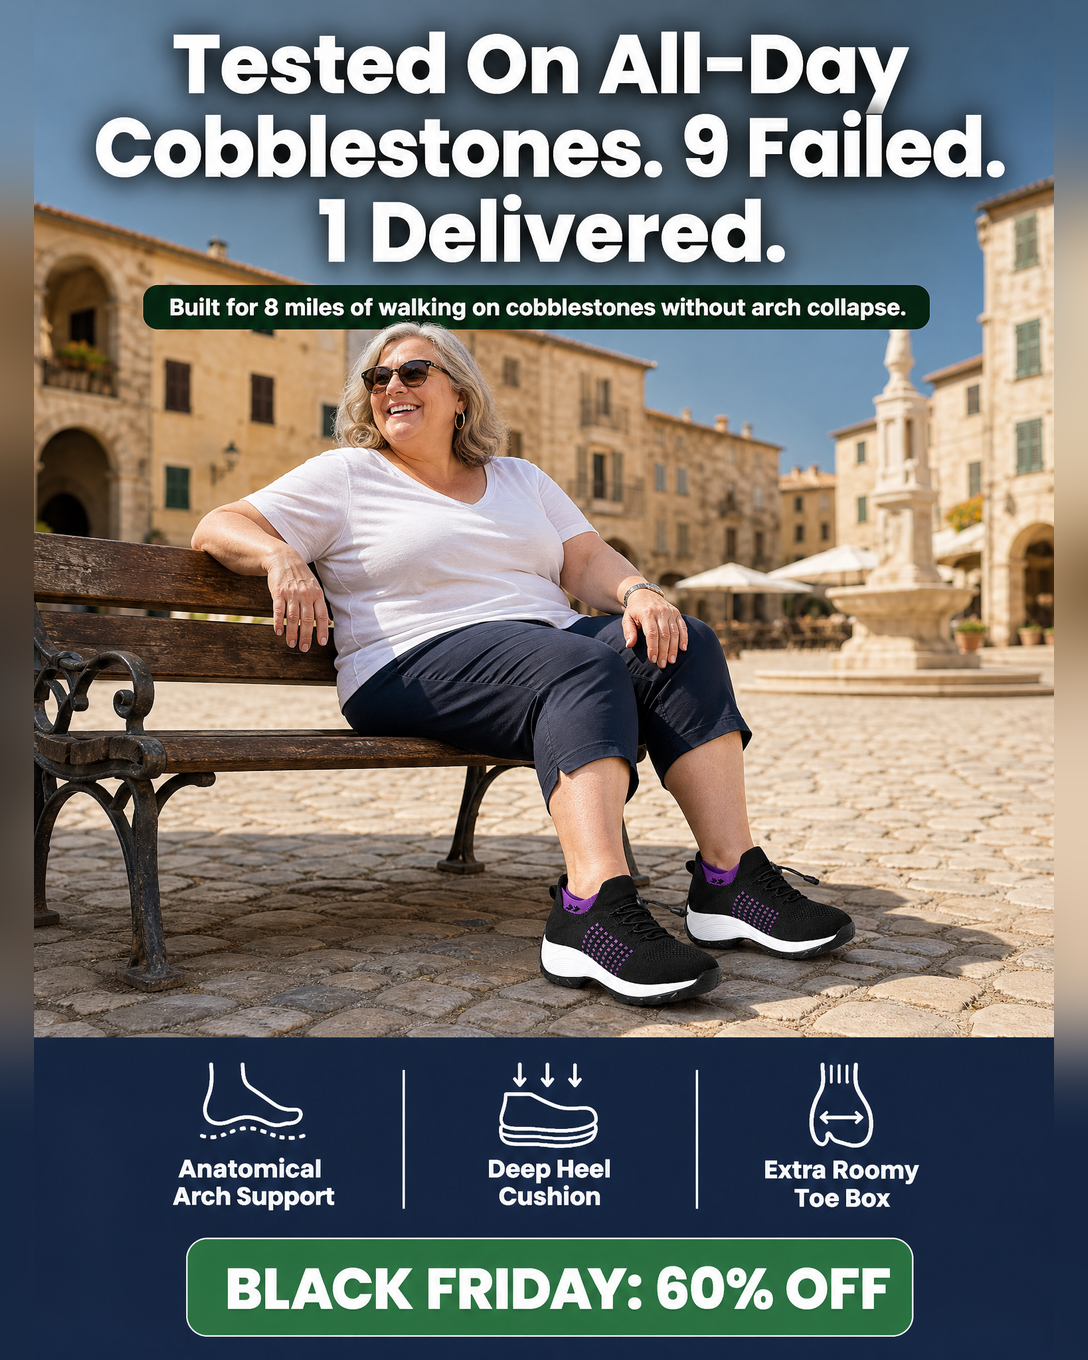 Tested On All-Day
Cobblestones. 9 Failed.
1 Delivered.
Built for 8 miles of walking on cobblestones without arch collapse.
Anatomical
Arch Support
Deep Heel
Cushion
Extra Roomy
Toe Box
BLACK FRIDAY: 60% OFF